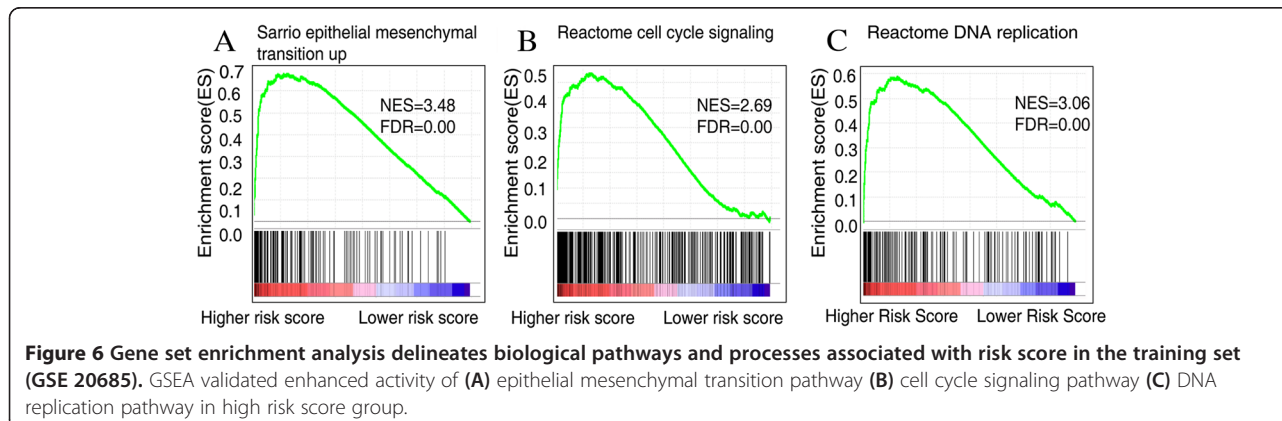 A
Sarrio epithelial mesenchymal
transition up
Enrichment score(ES)
0.7
0.6
0.5
0.4
0.3
0.2
0.1
0.0
NES=3.48
FDR=0.00
Higher risk score
Lower risk score
B
Reactome cell cycle signaling
Enrichment score(ES)
0.5
0.4
0.3
0.2
0.1
0.0
NES=2.69
FDR=0.00
Higher risk score
Lower risk score
C
Reactome DNA replication
Enrichment score(ES)
0.6
0.5
0.4
0.3
0.2
0.1
0.0
NES=3.06
FDR=0.00
Higher Risk Score
Lower Risk Score
Figure 6 Gene set enrichment analysis delineates biological pathways and processes associated with risk score in the training set
(GSE 20685). GSEA validated enhanced activity of (A) epithelial mesenchymal transition pathway (B) cell cycle signaling pathway (C) DNA
replication pathway in high risk score group.